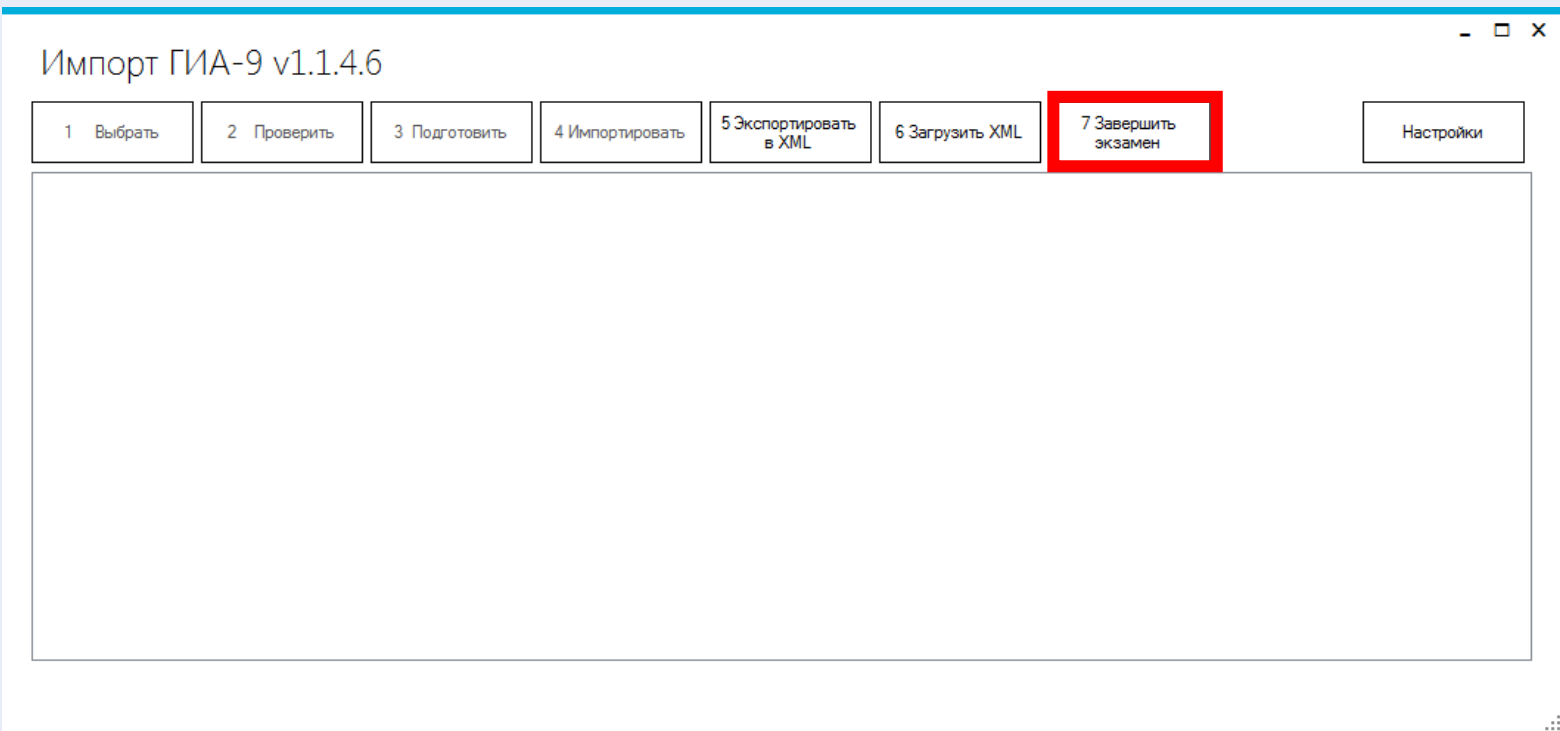 Импорт ГИА-9 v1.1.4.6
1 Выбрать
2 Проверить
3 Подготовить
4 Импортировать
5 Экспортировать
в XML
6 Загрузить XML
7 Завершить
экзамен
Настройки